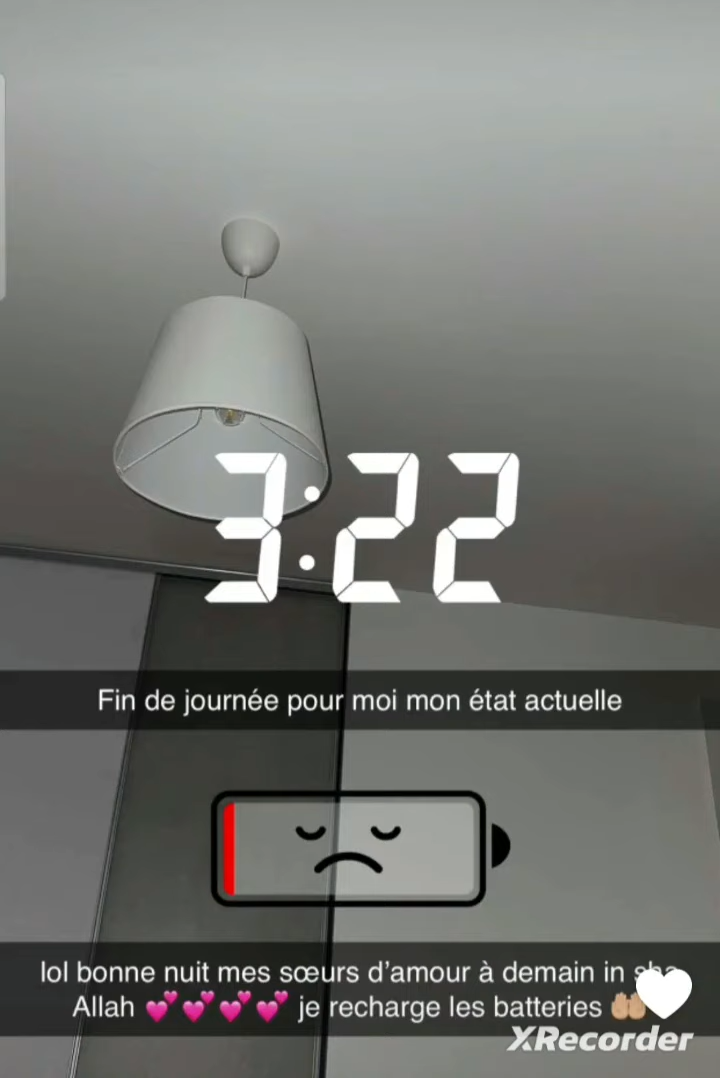 3:22
Fin de journée pour moi mon état actuelle
lol bonne nuit mes sœurs d’amour à demain in sha
Allah 💕💕💕💕 je recharge les batteries 🤲🏼
XRecorder